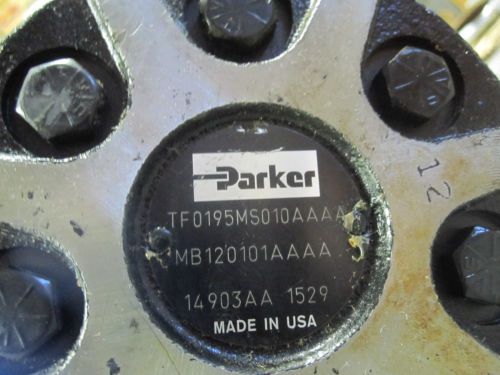 Parker
TF0195MS010AAAA
MB120101AAAA
14903AA 1529
MADE IN USA
12